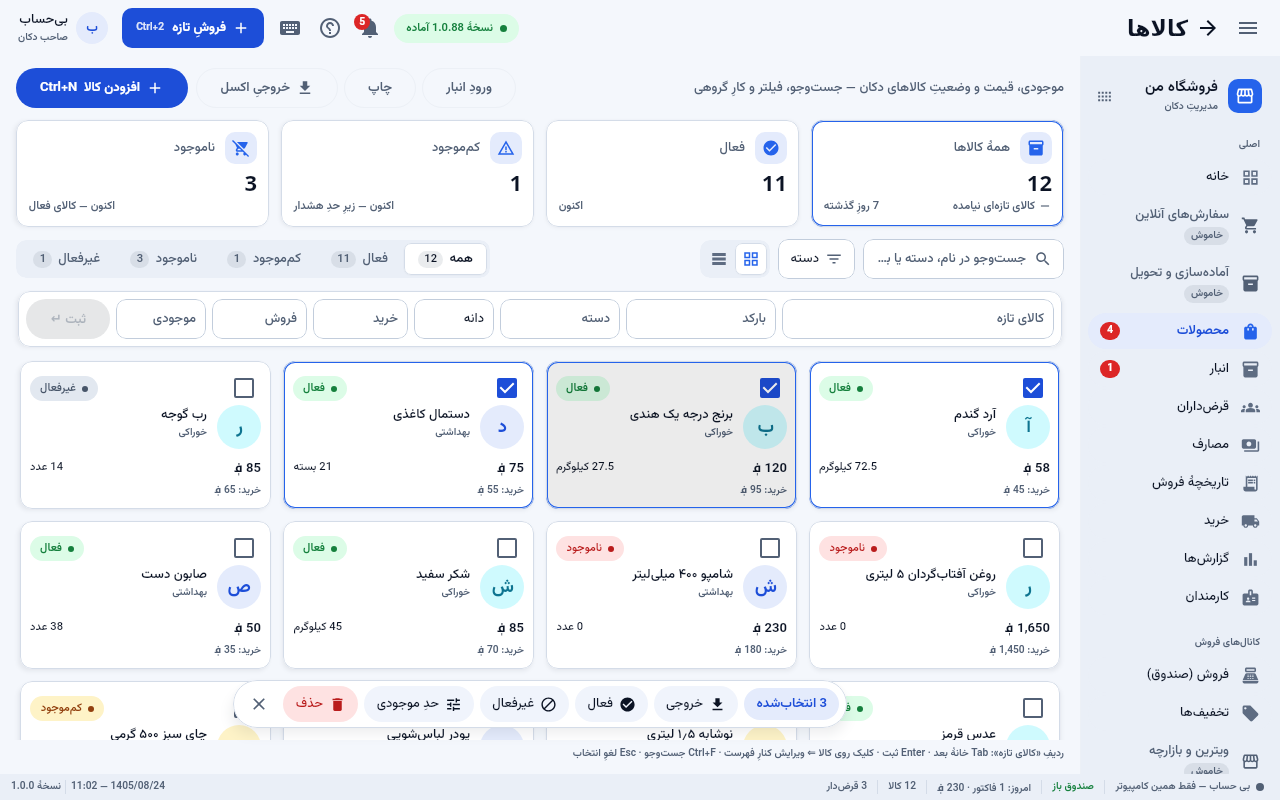 کالاها
نسخهٔ 1.0.88 آماده
5
فروش تازه Ctrl+2
ب
بی‌حساب
صاحب دکان
فروشگاه من
مدیریت دکان
اصلی
خانه
سفارش‌های آنلاین
خاموش
آماده‌سازی و تحویل
خاموش
محصولات
4
انبار
1
قرض‌داران
مصارف
تاریخچهٔ فروش
خرید
گزارش‌ها
کارمندان
کانال‌های فروش
فروش (صندوق)
تخفیف‌ها
ویترین و بازارچه
خاموش
موجودی، قیمت و وضعیتِ کالاهای دکان — جست‌وجو، فیلتر و کارِ گروهی
ورودِ انبار
چاپ
خروجیِ اکسل
افزودن کالا Ctrl+N
همهٔ کالاها
12
— کالای تازه‌ای نیامده
7 روزِ گذشته
فعال
11
اکنون
کم‌موجود
1
اکنون — زیرِ حدِ هشدار
ناموجود
3
اکنون — کالای فعال
جست‌وجو در نام، دسته یا ب...
دسته
همه 12
فعال 11
کم‌موجود 1
ناموجود 3
غیرفعال 1
کالای تازه
بارکد
دسته
دانه
خرید
فروش
موجودی
ثبت ↵
فعال
آ
آرد گندم
خوراکی
58 ؋
72.5 کیلوگرم
خرید: 45 ؋
فعال
ب
برنج درجه یک هندی
خوراکی
120 ؋
27.5 کیلوگرم
خرید: 95 ؋
فعال
د
دستمال کاغذی
بهداشتی
75 ؋
21 بسته
خرید: 55 ؋
غیرفعال
ر
رب گوجه
خوراکی
85 ؋
14 عدد
خرید: 65 ؋
ناموجود
ر
روغن آفتاب‌گردان ۵ لیتری
خوراکی
1,650 ؋
0 عدد
خرید: 1,450 ؋
ناموجود
ش
شامپو ۴۰۰ میلی‌لیتر
بهداشتی
230 ؋
0 عدد
خرید: 180 ؋
فعال
ش
شکر سفید
خوراکی
85 ؋
45 کیلوگرم
خرید: 70 ؋
فعال
ص
صابون دست
بهداشتی
50 ؋
38 عدد
خرید: 35 ؋
عدس قرمز
نوشابه ۱٫۵ لیتری
پودر لباس‌شویی
کم‌موجود
چای سبز ۵۰۰ گرمی
3 انتخاب‌شده
خروجی
فعال
غیرفعال
حدِ موجودی
حذف
ردیفِ «کالای تازه»: Tab خانهٔ بعد · Enter ثبت · کلیک روی کالا ⇐ ویرایش کنارِ فهرست · Ctrl+F جست‌وجو · Esc لغوِ انتخاب
بی حساب — فقط همین کامپیوتر
صندوق باز
امروز: 1 فاکتور · 230 ؋
12 کالا
3 قرض‌دار
1405/08/24 — 11:02
نسخهٔ 1.0.0